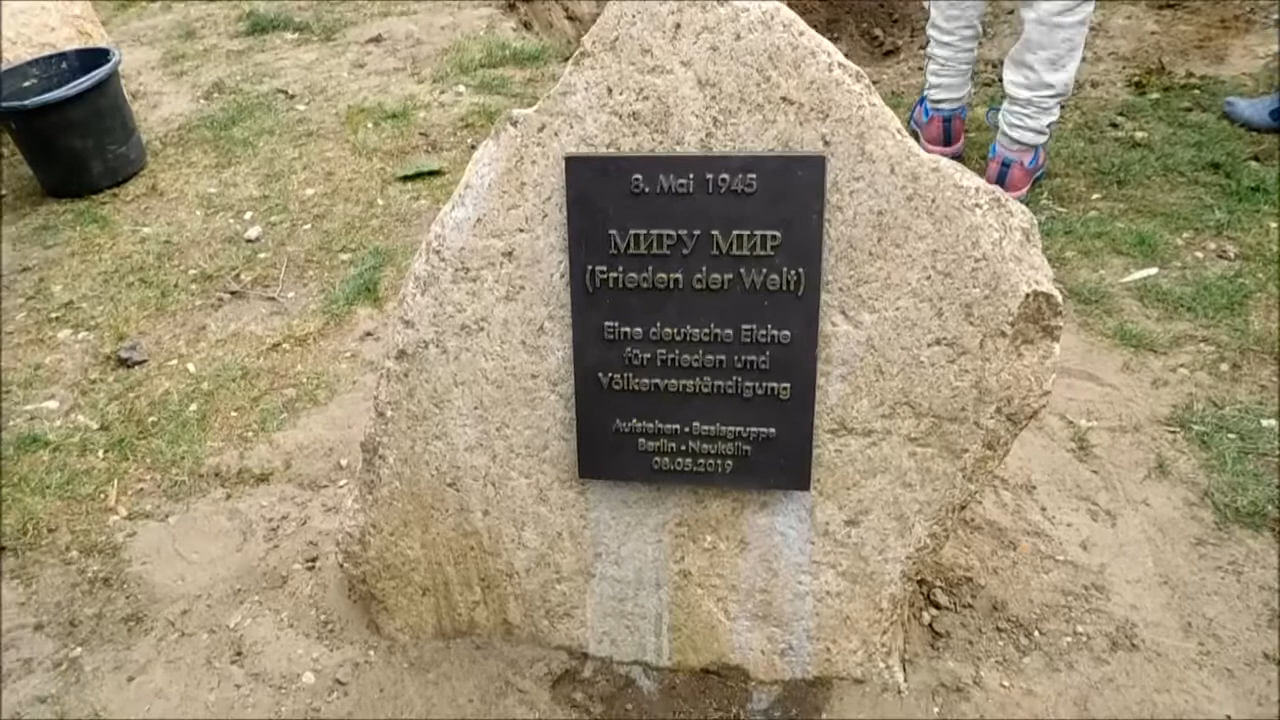 8. Mai 1945
МИРУ МИР
(Frieden der Welt)
Eine deutsche Eiche
für Frieden und
Völkerverständigung
Aufstehen - Basisgruppe
Berlin - Neukölln
08.05.2019